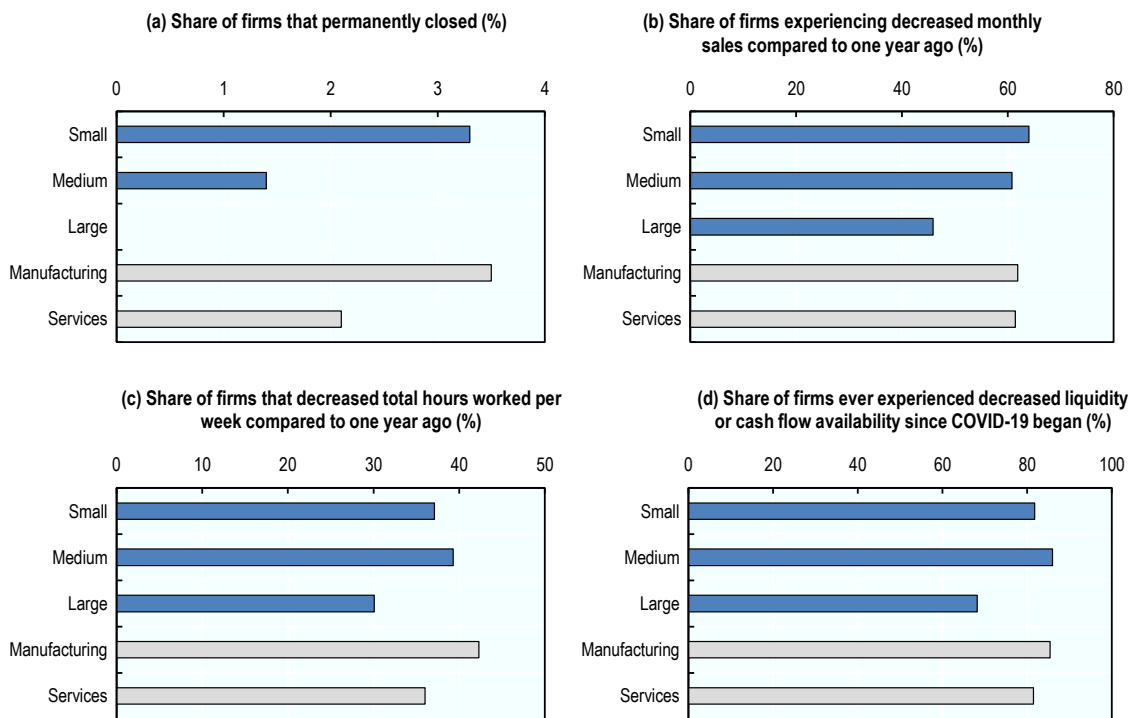 (a) Share of firms that permanently closed (%)
0 1 2 3 4
Small
Medium
Large
Manufacturing
Services
(b) Share of firms experiencing decreased monthly
sales compared to one year ago (%)
0 20 40 60 80
Small
Medium
Large
Manufacturing
Services
(c) Share of firms that decreased total hours worked per
week compared to one year ago (%)
0 10 20 30 40 50
Small
Medium
Large
Manufacturing
Services
(d) Share of firms ever experienced decreased liquidity
or cash flow availability since COVID-19 began (%)
0 20 40 60 80 100
Small
Medium
Large
Manufacturing
Services